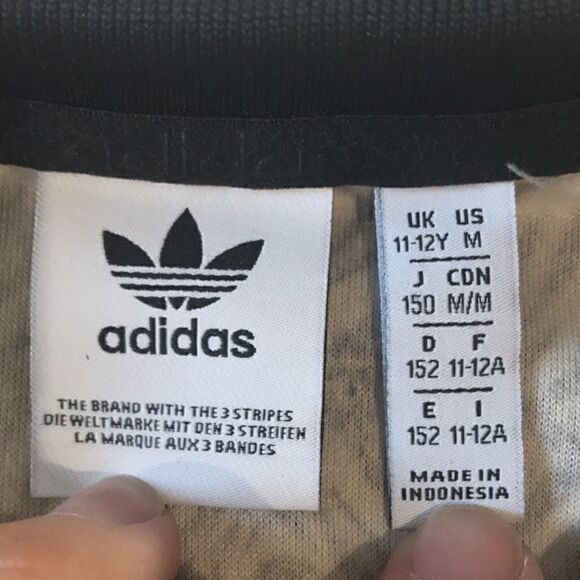 adidas
THE BRAND WITH THE 3 STRIPES
DIE WELTMARKE MIT DEN 3 STREIFEN
LA MARQUE AUX 3 BANDES
UK US
11-12Y M
J CDN
150 M/M
D F
152 11-12A
E I
152 11-12A
MADE IN
INDONESIA